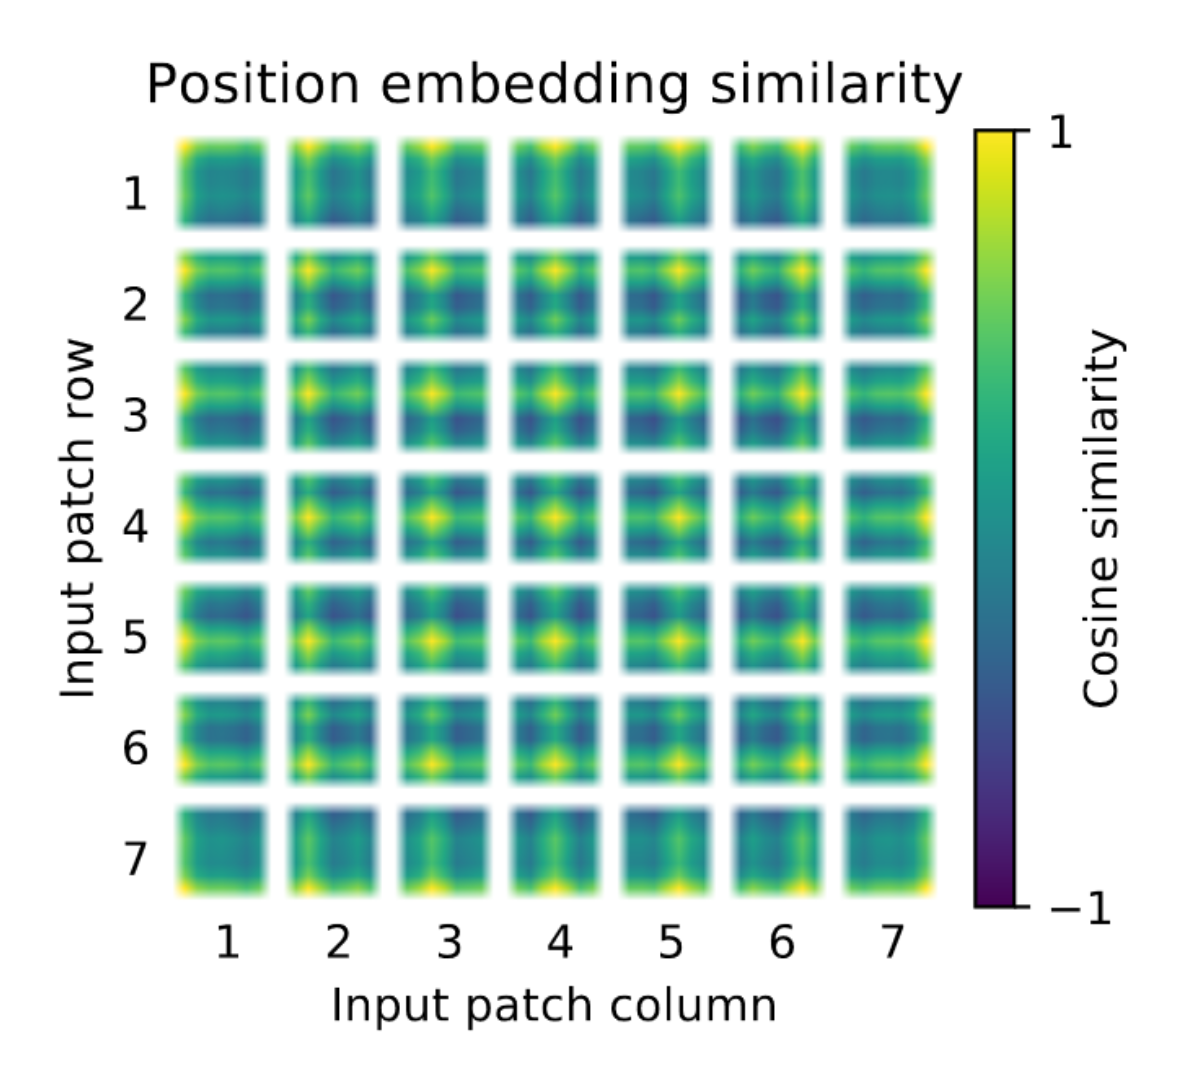 Position embedding similarity
1
2
3
4
5
6
7
Input patch row
1 2 3 4 5 6 7
Input patch column
1
−1
Cosine similarity